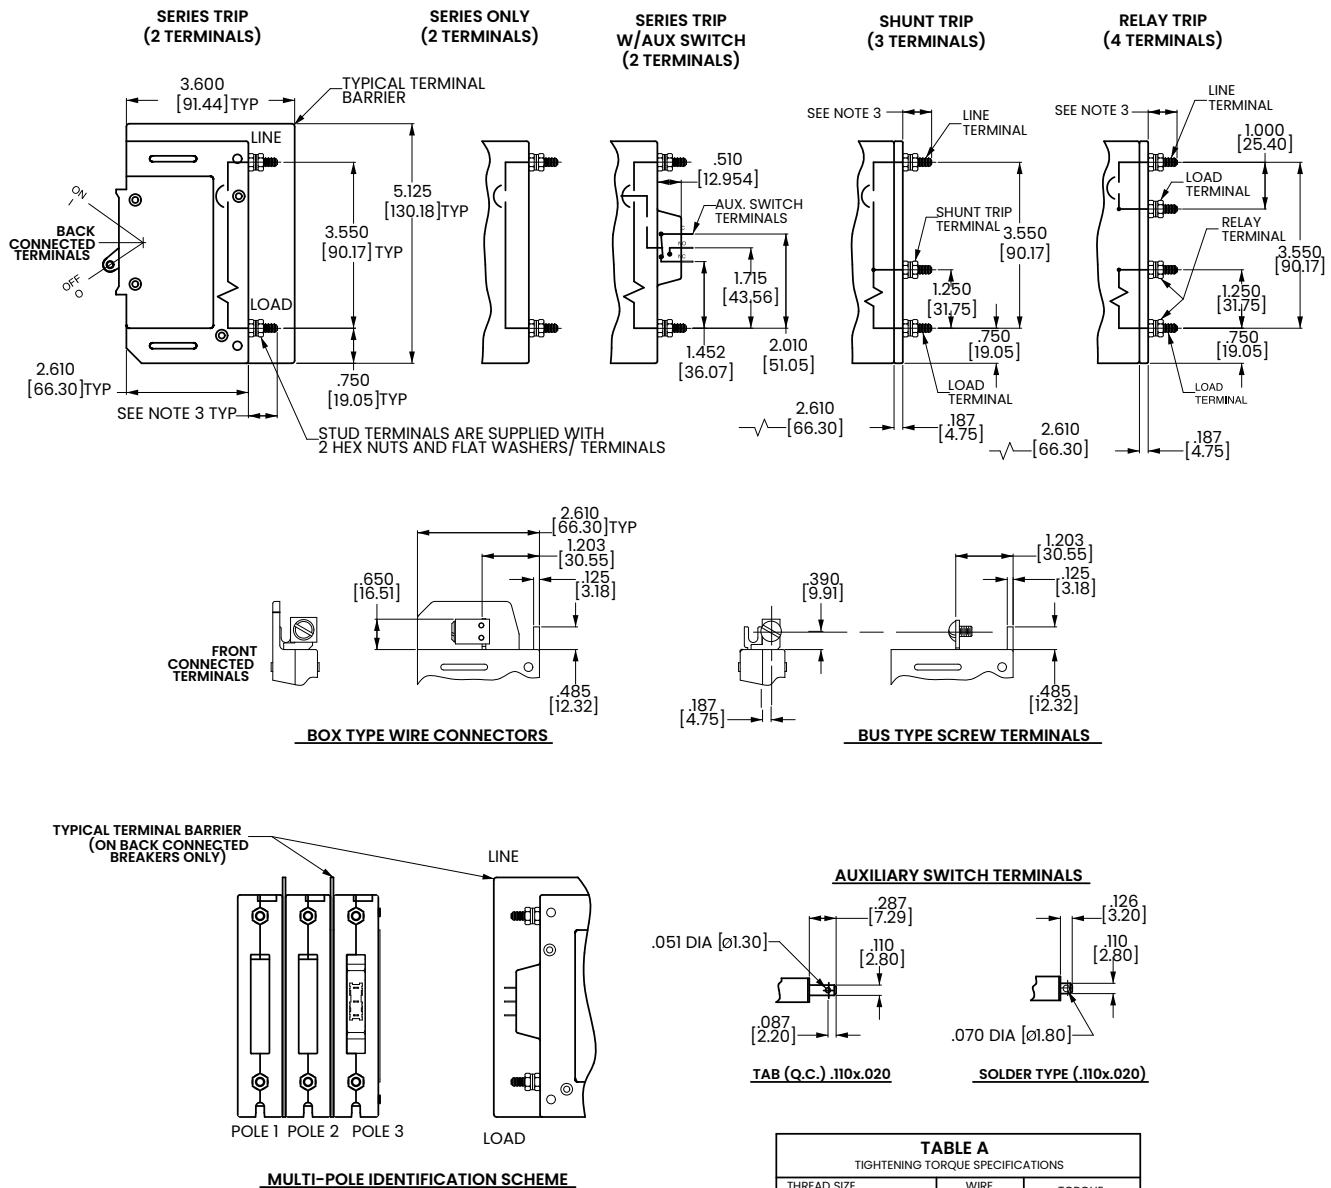 SERIES TRIP
(2 TERMINALS)
SERIES ONLY
(2 TERMINALS)
SERIES TRIP
W/AUX SWITCH
(2 TERMINALS)
SHUNT TRIP
(3 TERMINALS)
RELAY TRIP
(4 TERMINALS)
3.600
[91.44] TYP
TYPICAL TERMINAL
BARRIER
LINE
5.125
[130.18] TYP
3.550
[90.17] TYP
ON
I
BACK
CONNECTED
TERMINALS
OFF
O
LOAD
2.610
[66.30] TYP
.750
[19.05] TYP
SEE NOTE 3 TYP
STUD TERMINALS ARE SUPPLIED WITH
2 HEX NUTS AND FLAT WASHERS/ TERMINALS
.510
[12.954]
AUX. SWITCH
TERMINALS
C
NO
NC
1.715
[43.56]
1.452
[36.07]
2.010
[51.05]
SEE NOTE 3
LINE
TERMINAL
SHUNT TRIP
TERMINAL
3.550
[90.17]
1.250
[31.75]
.750
[19.05]
LOAD
TERMINAL
2.610
[66.30]
.187
[4.75]
SEE NOTE 3
LINE
TERMINAL
1.000
[25.40]
LOAD
TERMINAL
RELAY
TERMINAL
3.550
[90.17]
1.250
[31.75]
.750
[19.05]
LOAD
TERMINAL
2.610
[66.30]
.187
[4.75]
2.610
[66.30] TYP
1.203
[30.55]
.650
[16.51]
.125
[3.18]
FRONT
CONNECTED
TERMINALS
.485
[12.32]
BOX TYPE WIRE CONNECTORS
.390
[9.91]
1.203
[30.55]
.125
[3.18]
.187
[4.75]
.485
[12.32]
BUS TYPE SCREW TERMINALS
TYPICAL TERMINAL BARRIER
(ON BACK CONNECTED
BREAKERS ONLY)
LINE
POLE 1 POLE 2 POLE 3
LOAD
MULTI-POLE IDENTIFICATION SCHEME
AUXILIARY SWITCH TERMINALS
.287
[7.29]
.051 DIA [Ø1.30]
.110
[2.80]
.087
[2.20]
TAB (Q.C.) .110x.020
.126
[3.20]
.110
[2.80]
.070 DIA [Ø1.80]
SOLDER TYPE (.110x.020)
TABLE A
TIGHTENING TORQUE SPECIFICATIONS
THREAD SIZE WIRE TORQUE